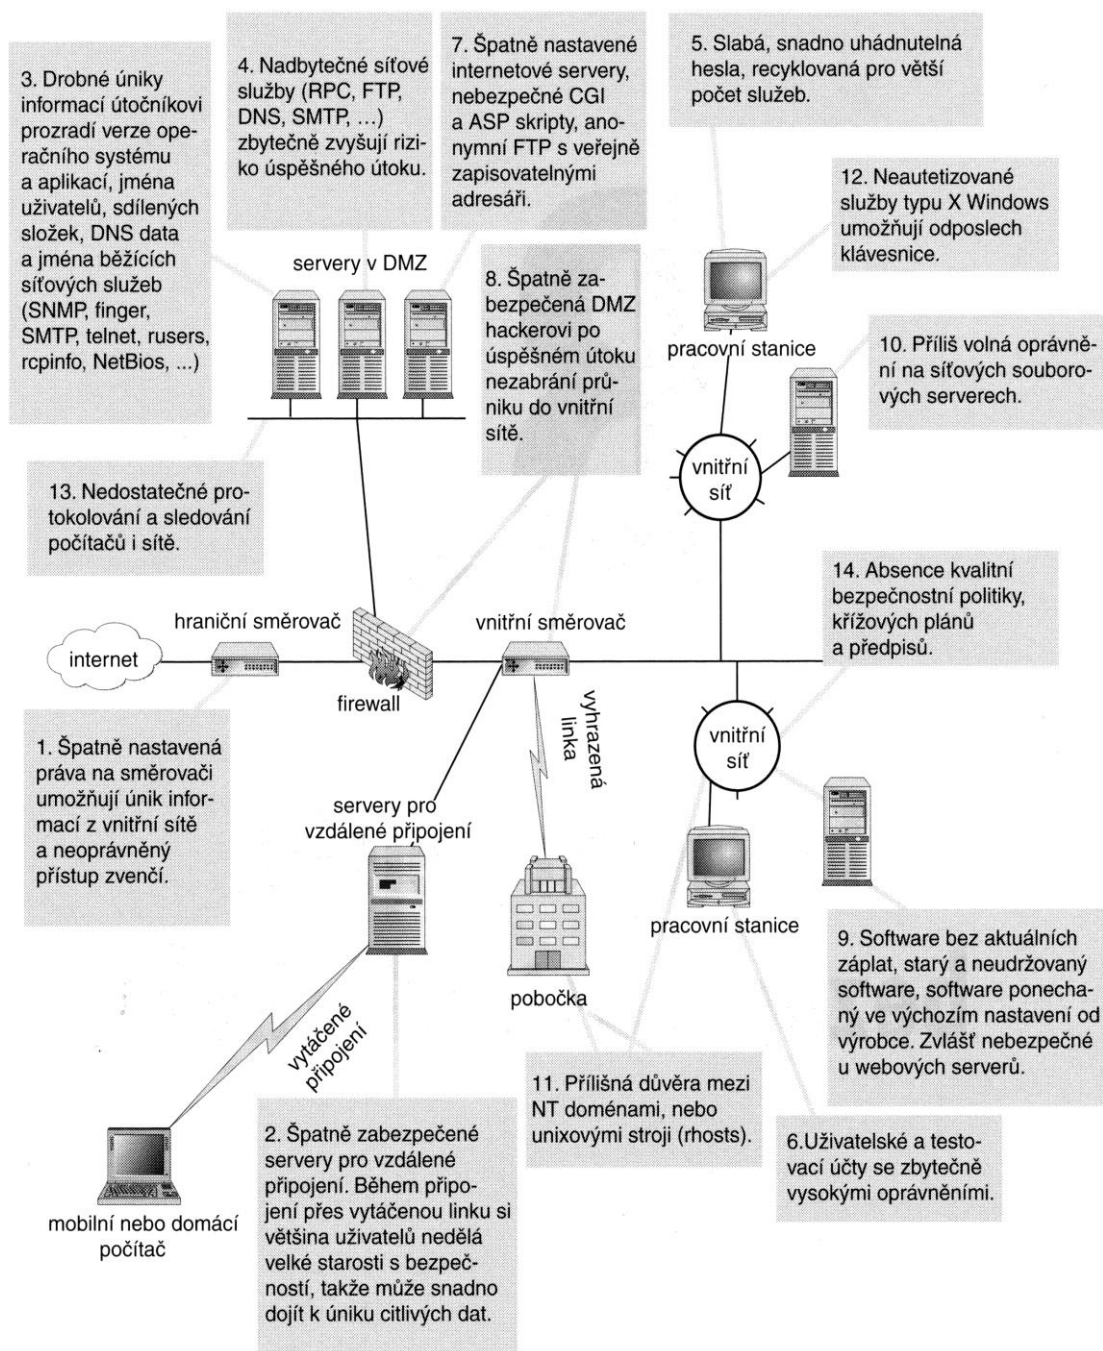 3. Drobné úniky
informací útočníkovi
prozradí verze ope-
račního systému
a aplikací, jména
uživatelů, sdílených
složek, DNS data
a jména běžících
síťových služeb
(SNMP, finger,
SMTP, telnet, rusers,
rcpinfo, NetBios, ...)
4. Nadbytečné síťové
služby (RPC, FTP,
DNS, SMTP, ...)
zbytečně zvyšují rizi-
ko úspěšného útoku.
7. Špatně nastavené
internetové servery,
nebezpečné CGI
a ASP skripty, ano-
nymní FTP s veřejně
zapisovatelnými
adresáři.
5. Slabá, snadno uhádnutelná
hesla, recyklovaná pro větší
počet služeb.
12. Neautetizované
služby typu X Windows
umožňují odposlech
klávesnice.
servery v DMZ
8. Špatně za-
bezpečená DMZ
hackerovi po
úspěšném útoku
nezabrání prů-
niku do vnitřní
sítě.
pracovní stanice
10. Příliš volná oprávně-
ní na síťových souboro-
vých serverech.
vnitřní
síť
13. Nedostatečné pro-
tokolování a sledování
počítačů i sítě.
14. Absence kvalitní
bezpečnostní politiky,
křížových plánů
a předpisů.
internet
hraniční směrovač
firewall
vnitřní směrovač
vyhrazená
linka
vnitřní
síť
1. Špatně nastavená
práva na směrovači
umožňují únik infor-
mací z vnitřní sítě
a neoprávněný
přístup zvenčí.
servery pro
vzdálené připojení
pobočka
pracovní stanice
9. Software bez aktuálních
záplat, starý a neudržovaný
software, software ponecha-
ný ve výchozím nastavení od
výrobce. Zvlášť nebezpečné
u webových serverů.
vytáčené
připojení
11. Přílišná důvěra mezi
NT doménami, nebo
unixovými stroji (rhosts).
6.Uživatelské a testo-
vací účty se zbytečně
vysokými oprávněními.
mobilní nebo domácí
počítač
2. Špatně zabezpečené
servery pro vzdálené
připojení. Během připo-
jení přes vytáčenou linku si
většina uživatelů nedělá
velké starosti s bezpeč-
ností, takže může snadno
dojít k úniku citlivých dat.